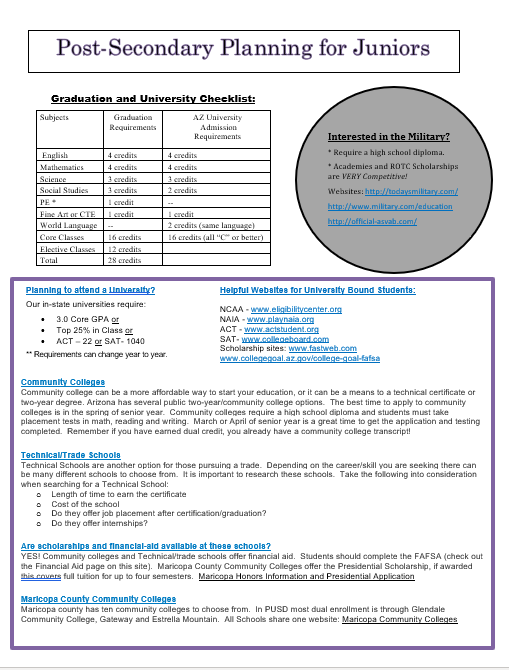 Post-Secondary Planning for Juniors
Graduation and University Checklist:
Subjects Graduation Requirements AZ University Admission Requirements
English 4 credits 4 credits
Mathematics 4 credits 4 credits
Science 3 credits 3 credits
Social Studies 3 credits 2 credits
PE * 1 credit --
Fine Art or CTE 1 credit 1 credit
World Language -- 2 credits (same language)
Core Classes 16 credits 16 credits (all “C” or better)
Elective Classes 12 credits
Total 28 credits
Interested in the Military?
* Require a high school diploma.
* Academies and ROTC Scholarships
are VERY Competitive!
Websites: http://todaysmilitary.com/
http://www.military.com/education
http://official-asvab.com/
Planning to attend a University?
Our in-state universities require:
• 3.0 Core GPA or
• Top 25% in Class or
• ACT – 22 or SAT- 1040
** Requirements can change year to year.
Helpful Websites for University Bound Students:
NCAA - www.eligibilitycenter.org
NAIA - www.playnaia.org
ACT - www.actstudent.org
SAT- www.collegeboard.com
Scholarship sites: www.fastweb.com
www.collegegoal.az.gov/college-goal-fafsa
Community Colleges
Community college can be a more affordable way to start your education, or it can be a means to a technical certificate or
two-year degree. Arizona has several public two-year/community college options. The best time to apply to community
colleges is in the spring of senior year. Community colleges require a high school diploma and students must take
placement tests in math, reading and writing. March or April of senior year is a great time to get the application and testing
completed. Remember if you have earned dual credit, you already have a community college transcript!
Technical/Trade Schools
Technical Schools are another option for those pursuing a trade. Depending on the career/skill you are seeking there can
be many different schools to choose from. It is important to research these schools. Take the following into consideration
when searching for a Technical School:
o Length of time to earn the certificate
o Cost of the school
o Do they offer job placement after certification/graduation?
o Do they offer internships?
Are scholarships and financial-aid available at these schools?
YES! Community colleges and Technical/trade schools offer financial aid. Students should complete the FAFSA (check out
the Financial Aid page on this site). Maricopa County Community Colleges offer the Presidential Scholarship, if awarded
this covers full tuition for up to four semesters. Maricopa Honors Information and Presidential Application
Maricopa County Community Colleges
Maricopa county has ten community colleges to choose from. In PUSD most dual enrollment is through Glendale
Community College, Gateway and Estrella Mountain. All Schools share one website: Maricopa Community Colleges